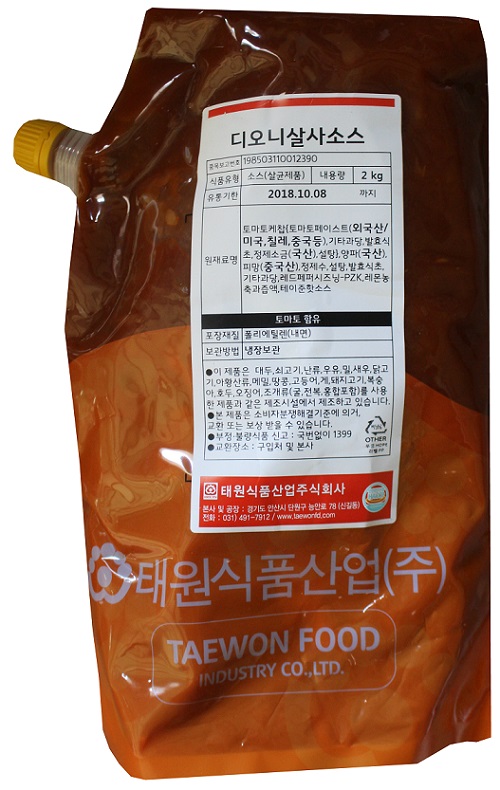 디오니살사소스
품목보고번호 198503110012390
식품유형 소스(살균제품) 내용량 2 kg
유통기한 2018.10.08 까지
원재료명
토마토케찹{토마토페이스트(외국산/
미국,칠레,중국등),기타과당,발효식
초,정제소금(국산),설탕},양파(국산),
피망(중국산),정제수,설탕,발효식초,
기타과당,레드페퍼시즈닝-PZK,레몬농
축과즙액,테이준핫소스
토마토 함유
포장재질 폴리에틸렌(내면)
보관방법 냉장보관
●이 제품은 대두,쇠고기,난류,우유,밀,새우,닭고
기,아황산류,메밀,땅콩,고등어,게,돼지고기,복숭
아,호두,오징어,조개류(굴,전복,홍합포함)를 사용
한 제품과 같은 제조시설에서 제조하고 있습니다.
●본 제품은 소비자분쟁해결기준에 의거,
교환 또는 보상 받을 수 있습니다.
●부정·불량식품 신고 : 국번없이 1399
●교환장소 : 구입처 및 본사
OTHER
태원식품산업주식회사
본사 및 공장 : 경기도 안산시 단원구 능안로 78 (신길동)
전화 : 031) 491-7912 / www.taewonfd.com
태원식품산업(주)
TAEWON FOOD
INDUSTRY CO.,LTD.